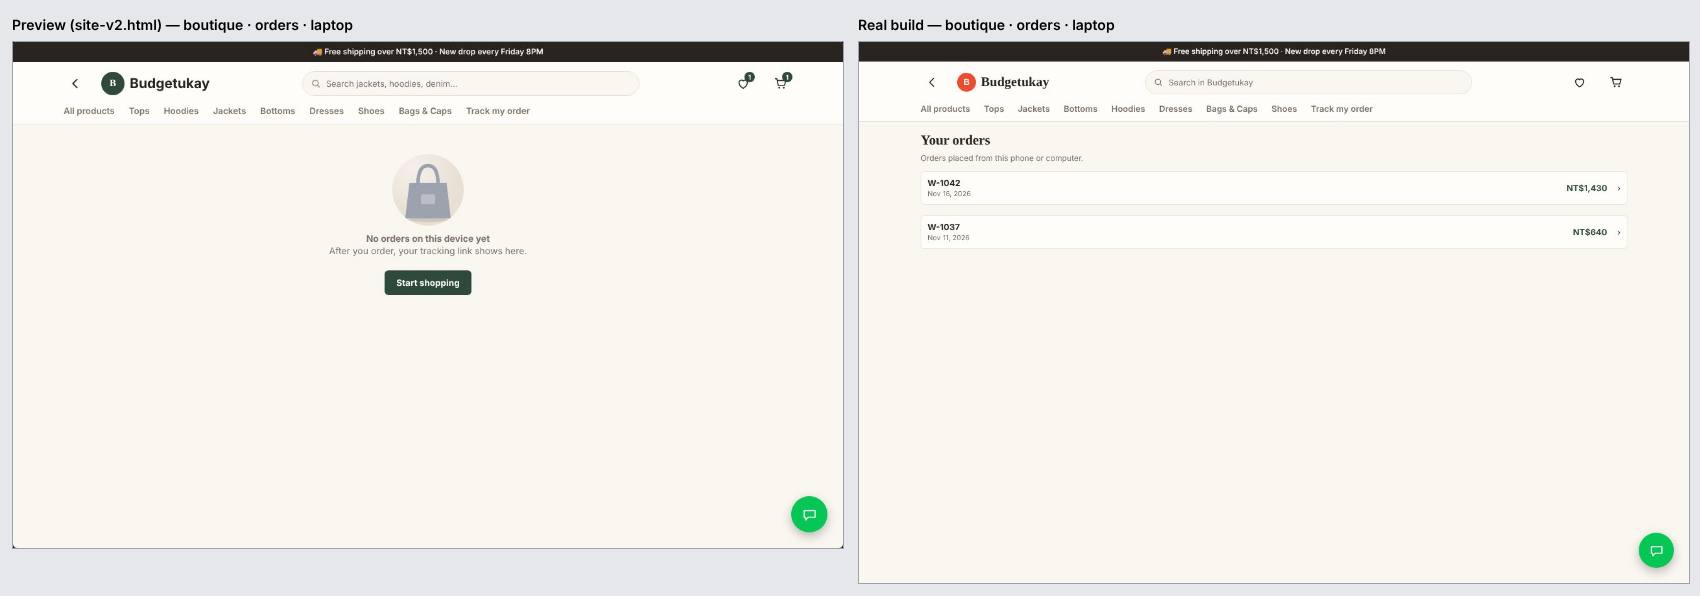 Preview (site-v2.html) — boutique · orders · laptop
🚚 Free shipping over NT$1,500 · New drop every Friday 8PM
B Budgetukay
Search jackets, hoodies, denim...
1 1
All products Tops Hoodies Jackets Bottoms Dresses Shoes Bags & Caps Track my order
No orders on this device yet
After you order, your tracking link shows here.
Start shopping
Real build — boutique · orders · laptop
🚚 Free shipping over NT$1,500 · New drop every Friday 8PM
B Budgetukay
Search in Budgetukay
All products Tops Jackets Bottoms Hoodies Dresses Bags & Caps Shoes Track my order
Your orders
Orders placed from this phone or computer.
W-1042
Nov 16, 2026
NT$1,430 ›
W-1037
Nov 11, 2026
NT$640 ›